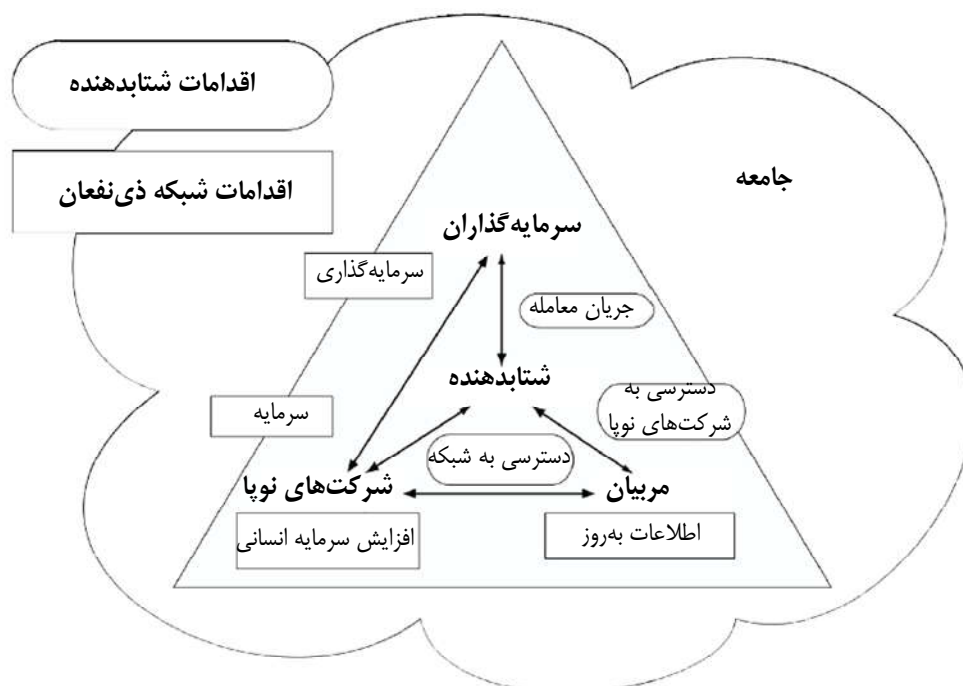 اقدامات شتابدهنده
اقدامات شبکه ذی‌نفعان
جامعه
سرمایه‌گذاران
سرمایه‌گذاری
جریان معامله
شتابدهنده
سرمایه
دسترسی به
شرکت‌های نوپا
دسترسی به شبکه
شرکت‌های نوپا
مربیان
افزایش سرمایه انسانی
اطلاعات به‌روز